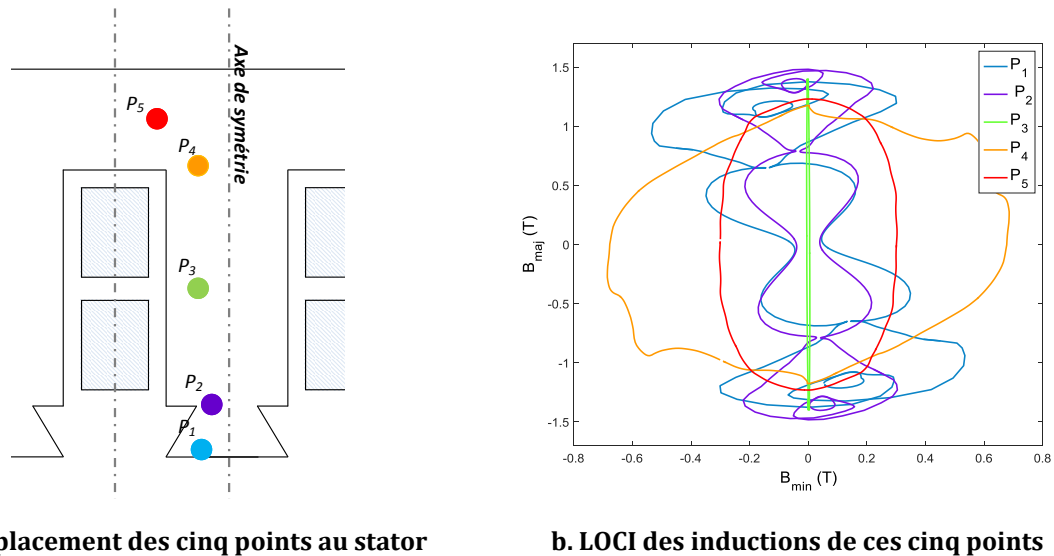 Axe de symétrie
P5
P4
P3
P2
P1
1.5
1
0.5
0
-0.5
-1
-1.5
Bmaj (T)
-0.8
-0.6
-0.4
-0.2
0
0.2
0.4
0.6
0.8
Bmin (T)
P1
P2
P3
P4
P5
placement des cinq points au stator
b. LOCI des inductions de ces cinq points